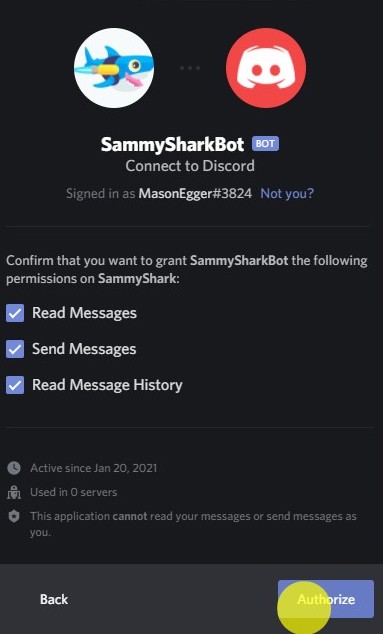 SammySharkBot BOT
Connect to Discord
Signed in as MasonEgger#3824 Not you?
Confirm that you want to grant SammySharkBot the following
permissions on SammyShark:
Read Messages
Send Messages
Read Message History
Active since Jan 20, 2021
Used in 0 servers
This application cannot read your messages or send messages as
you.
Back Authorize